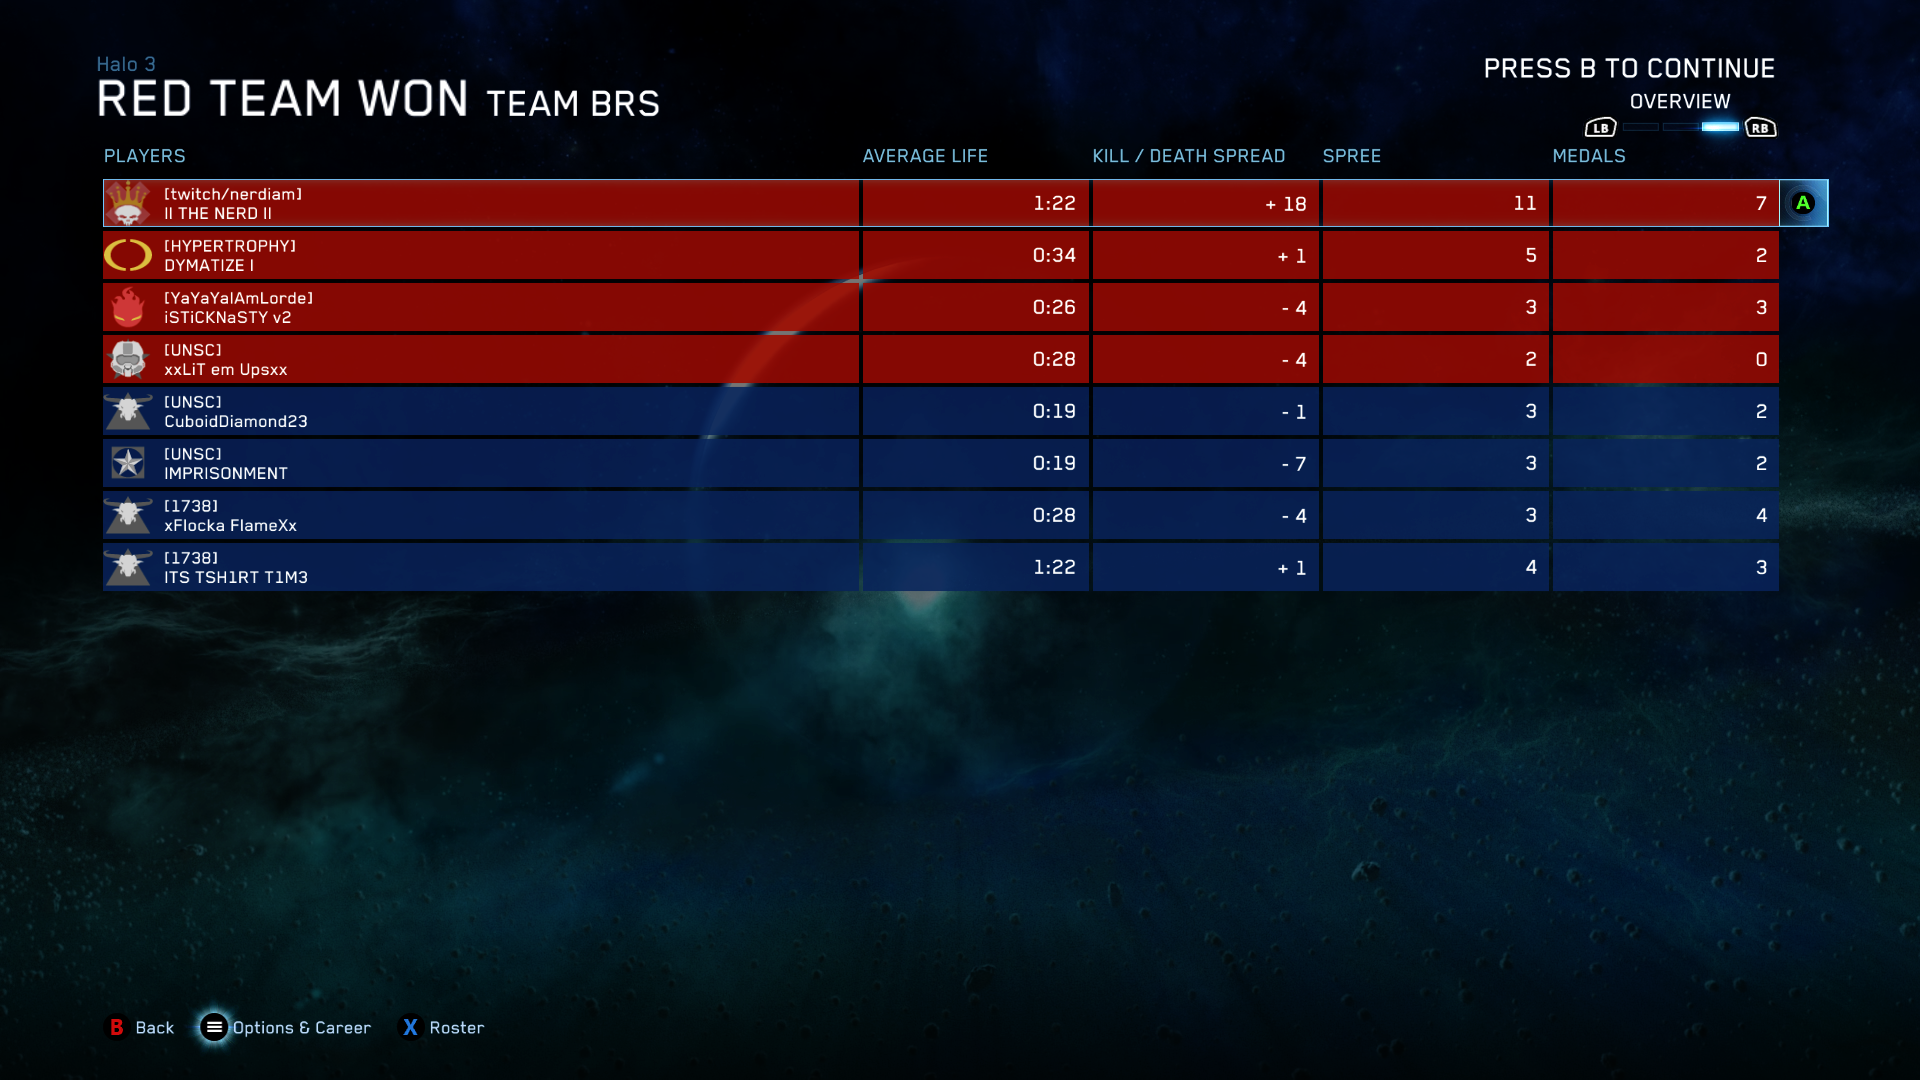 Halo 3
RED TEAM WON TEAM BRS
PRESS B TO CONTINUE
OVERVIEW
LB RB
PLAYERS AVERAGE LIFE KILL / DEATH SPREAD SPREE MEDALS
[twitch/nerdiam]
II THE NERD II 1:22 + 18 11 7 A
[HYPERTROPHY]
DYMATIZE I 0:34 + 1 5 2
[YaYaYaIAmLorde]
iSTiCKNaSTY v2 0:26 - 4 3 3
[UNSC]
xxLiT em Upsxx 0:28 - 4 2 0
[UNSC]
CuboidDiamond23 0:19 - 1 3 2
[UNSC]
IMPRISONMENT 0:19 - 7 3 2
[1738]
xFlocka FlameXx 0:28 - 4 3 4
[1738]
ITS TSH1RT T1M3 1:22 + 1 4 3
B Back Options & Career X Roster